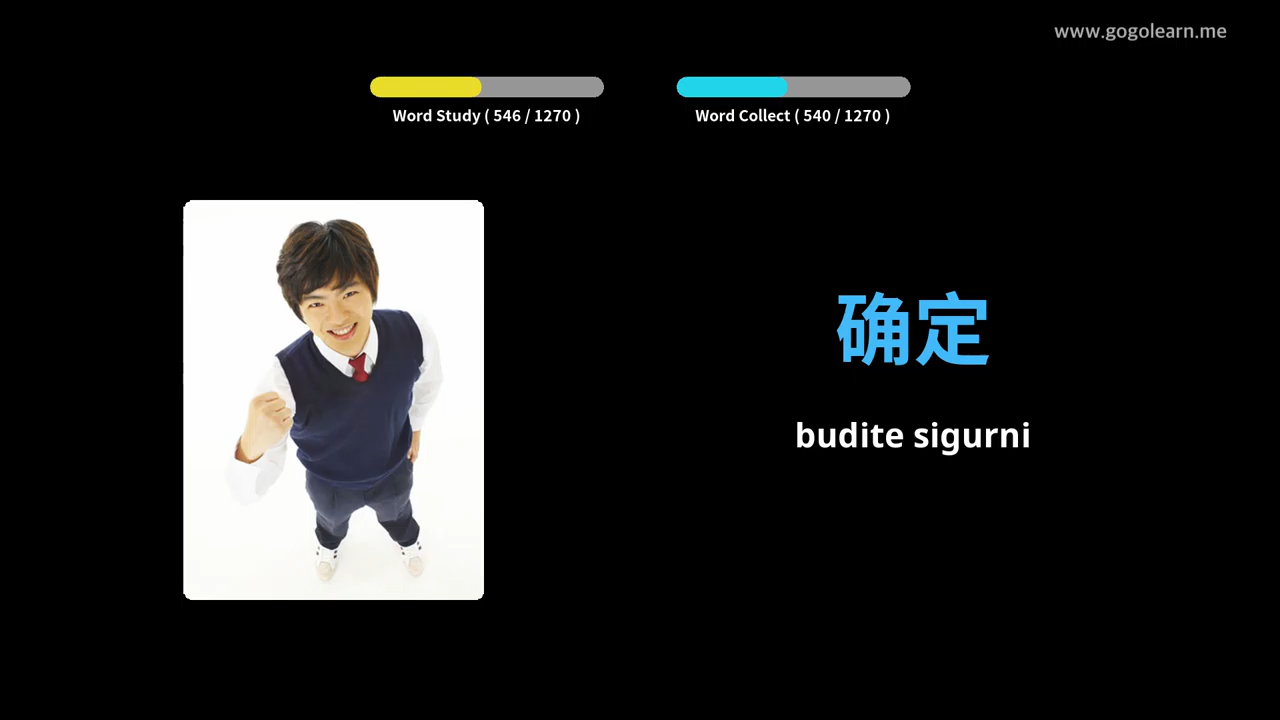 www.gogolearn.me
Word Study ( 546 / 1270 )
Word Collect ( 540 / 1270 )
确定
budite sigurni